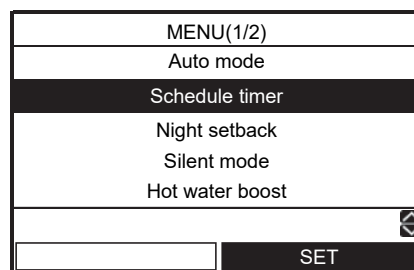 MENU(1/2)
Auto mode
Schedule timer
Night setback
Silent mode
Hot water boost
SET